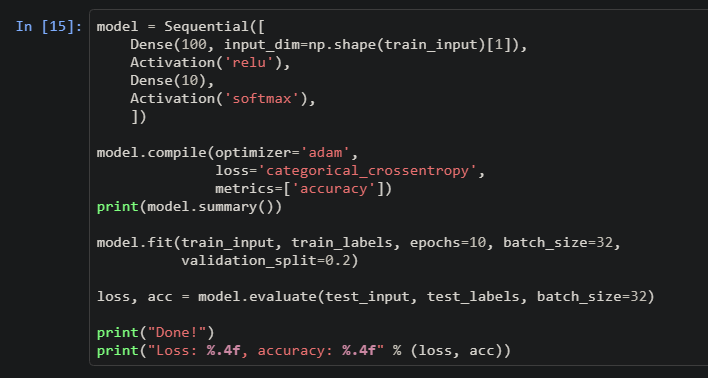 In [15]: model = Sequential([
    Dense(100, input_dim=np.shape(train_input)[1]),
    Activation('relu'),
    Dense(10),
    Activation('softmax'),
    ])

model.compile(optimizer='adam',
              loss='categorical_crossentropy',
              metrics=['accuracy'])
print(model.summary())

model.fit(train_input, train_labels, epochs=10, batch_size=32,
          validation_split=0.2)

loss, acc = model.evaluate(test_input, test_labels, batch_size=32)

print("Done!")
print("Loss: %.4f, accuracy: %.4f" % (loss, acc))